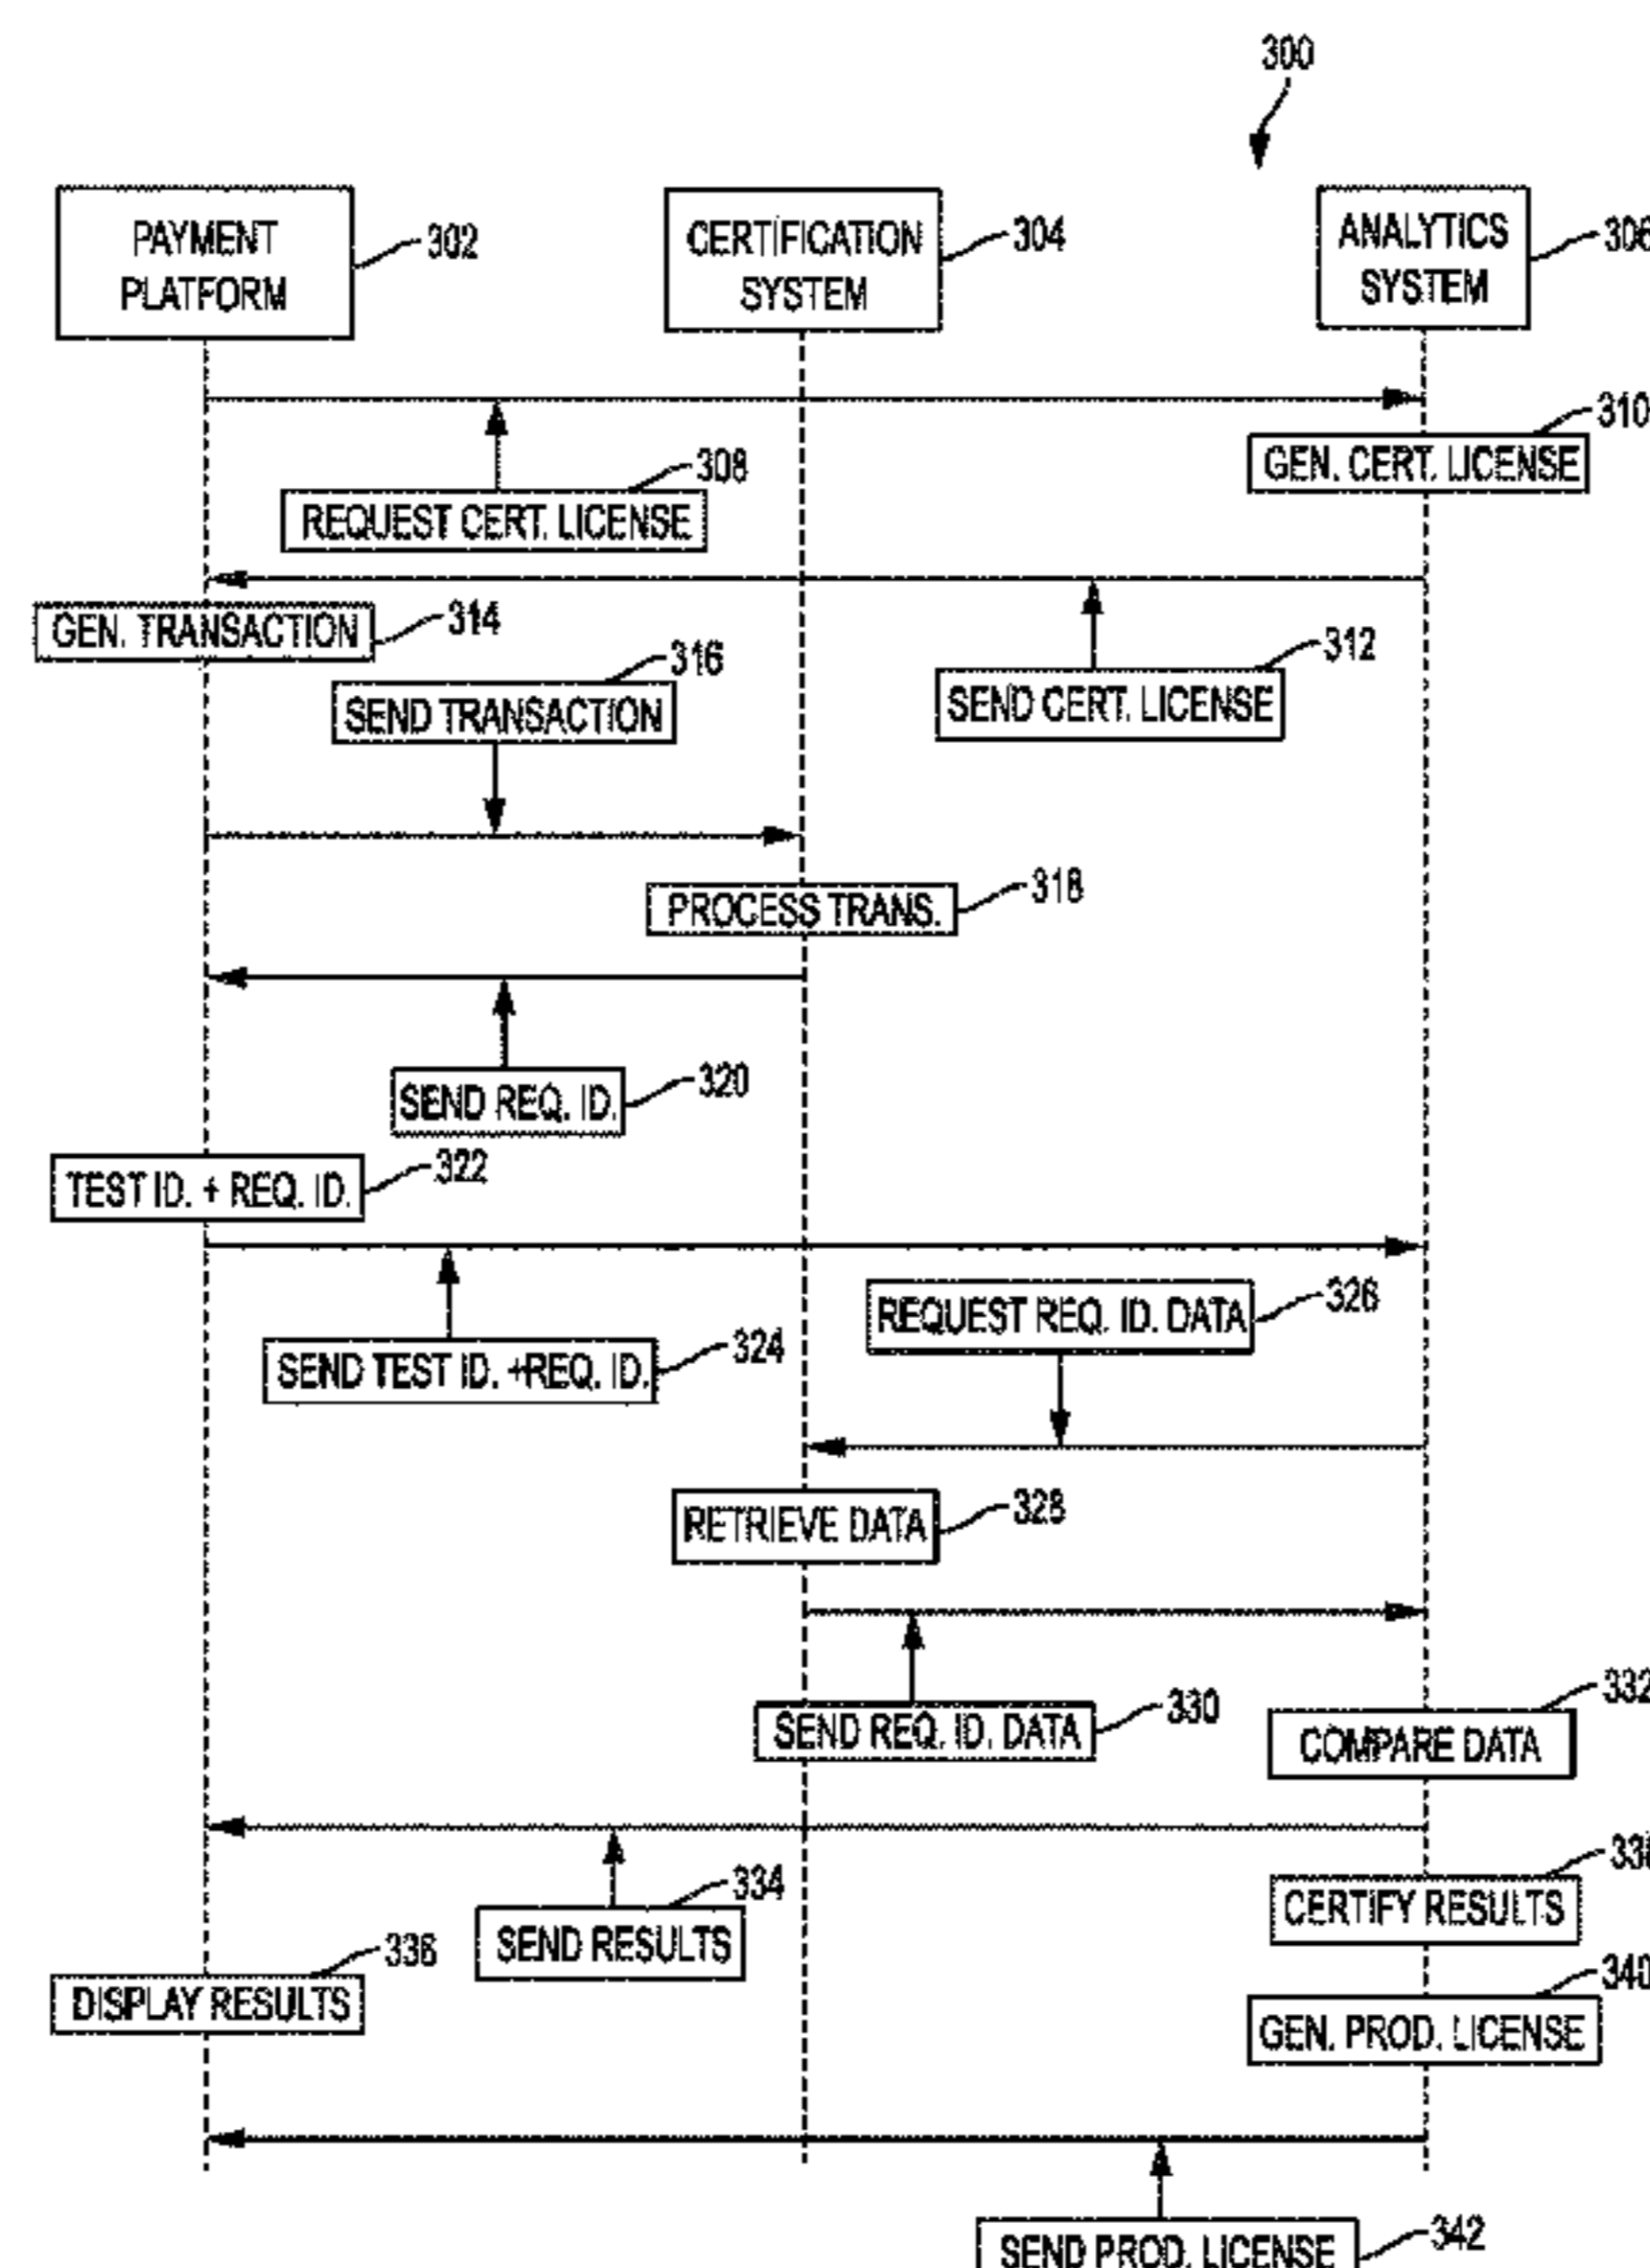 300
PAYMENT
PLATFORM
302
CERTIFICATION
SYSTEM
304
ANALYTICS
SYSTEM
306
310
GEN. CERT. LICENSE
308
REQUEST CERT. LICENSE
GEN. TRANSACTION
314
316
SEND TRANSACTION
312
SEND CERT. LICENSE
318
PROCESS TRANS.
SEND REQ. ID.
320
TEST ID. + REQ. ID.
322
326
REQUEST REQ. ID. DATA
SEND TEST ID. +REQ. ID.
324
RETRIEVE DATA
328
332
SEND REQ. ID. DATA
330
COMPARE DATA
334
SEND RESULTS
CERTIFY RESULTS
336
DISPLAY RESULTS
340
GEN. PROD. LICENSE
SEND PROD. LICENSE
342